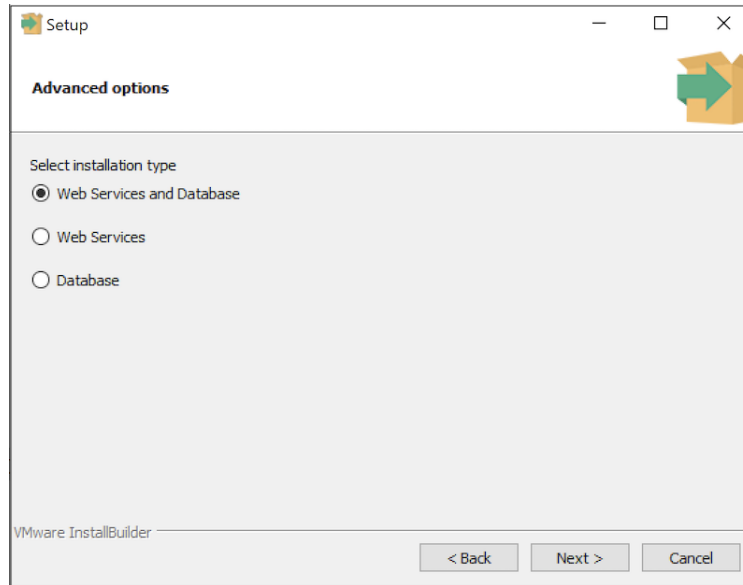 Setup
Advanced options
Select installation type
Web Services and Database
Web Services
Database
VMware InstallBuilder
< Back
Next >
Cancel